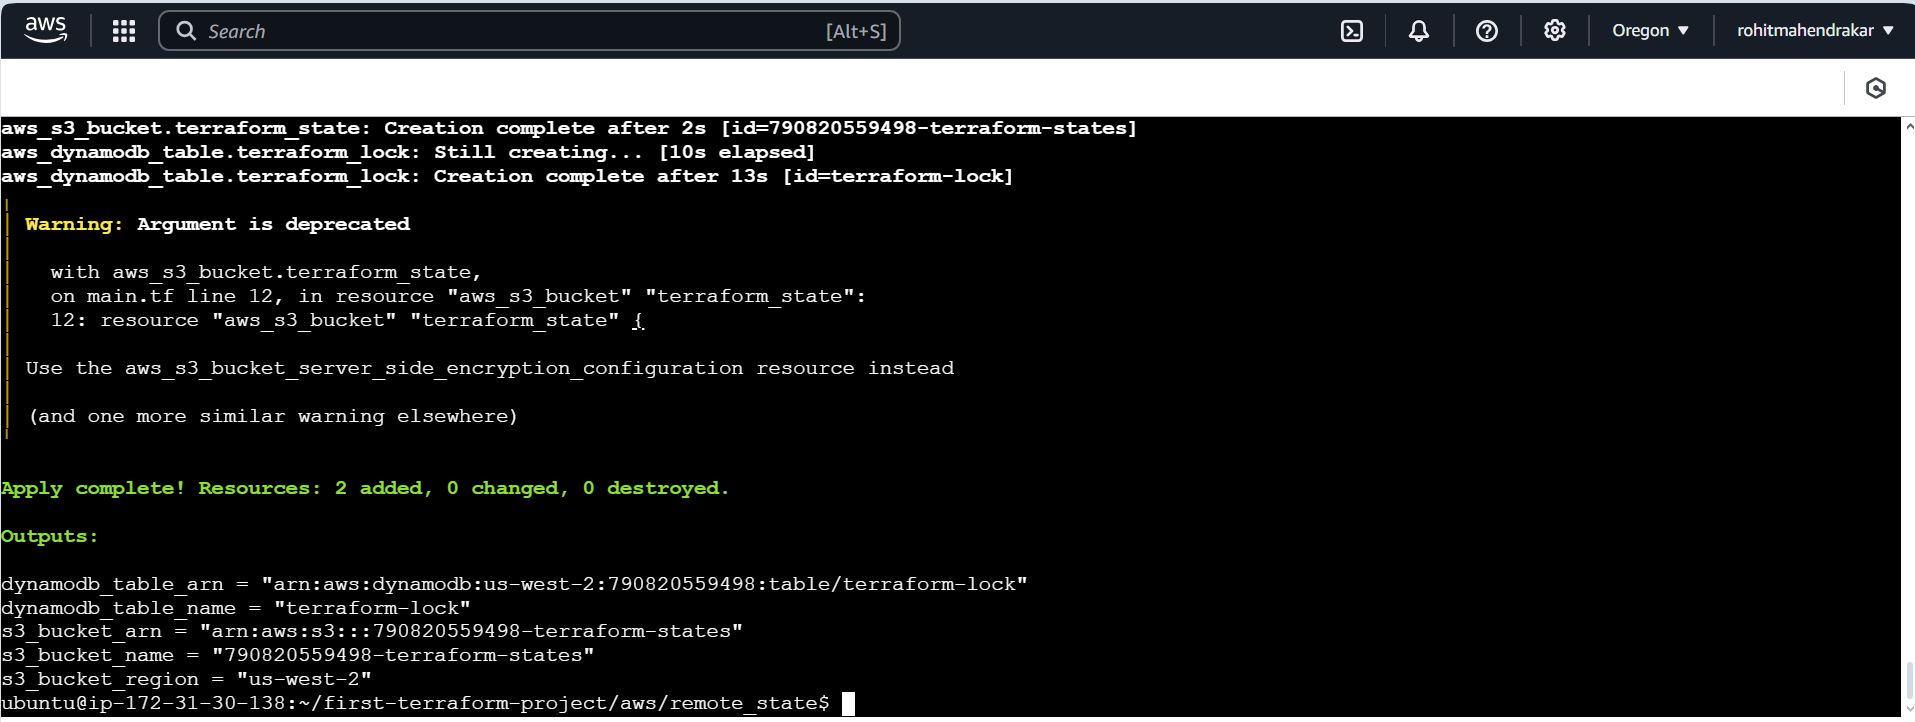 aws
Search [Alt+S]
Oregon
rohitmahendrakar
aws_s3_bucket.terraform_state: Creation complete after 2s [id=790820559498-terraform-states]
aws_dynamodb_table.terraform_lock: Still creating... [10s elapsed]
aws_dynamodb_table.terraform_lock: Creation complete after 13s [id=terraform-lock]
Warning: Argument is deprecated
with aws_s3_bucket.terraform_state,
on main.tf line 12, in resource "aws_s3_bucket" "terraform_state":
12: resource "aws_s3_bucket" "terraform_state" {
Use the aws_s3_bucket_server_side_encryption_configuration resource instead
(and one more similar warning elsewhere)
Apply complete! Resources: 2 added, 0 changed, 0 destroyed.
Outputs:
dynamodb_table_arn = "arn:aws:dynamodb:us-west-2:790820559498:table/terraform-lock"
dynamodb_table_name = "terraform-lock"
s3_bucket_arn = "arn:aws:s3:::790820559498-terraform-states"
s3_bucket_name = "790820559498-terraform-states"
s3_bucket_region = "us-west-2"
ubuntu@ip-172-31-30-138:~/first-terraform-project/aws/remote_state$